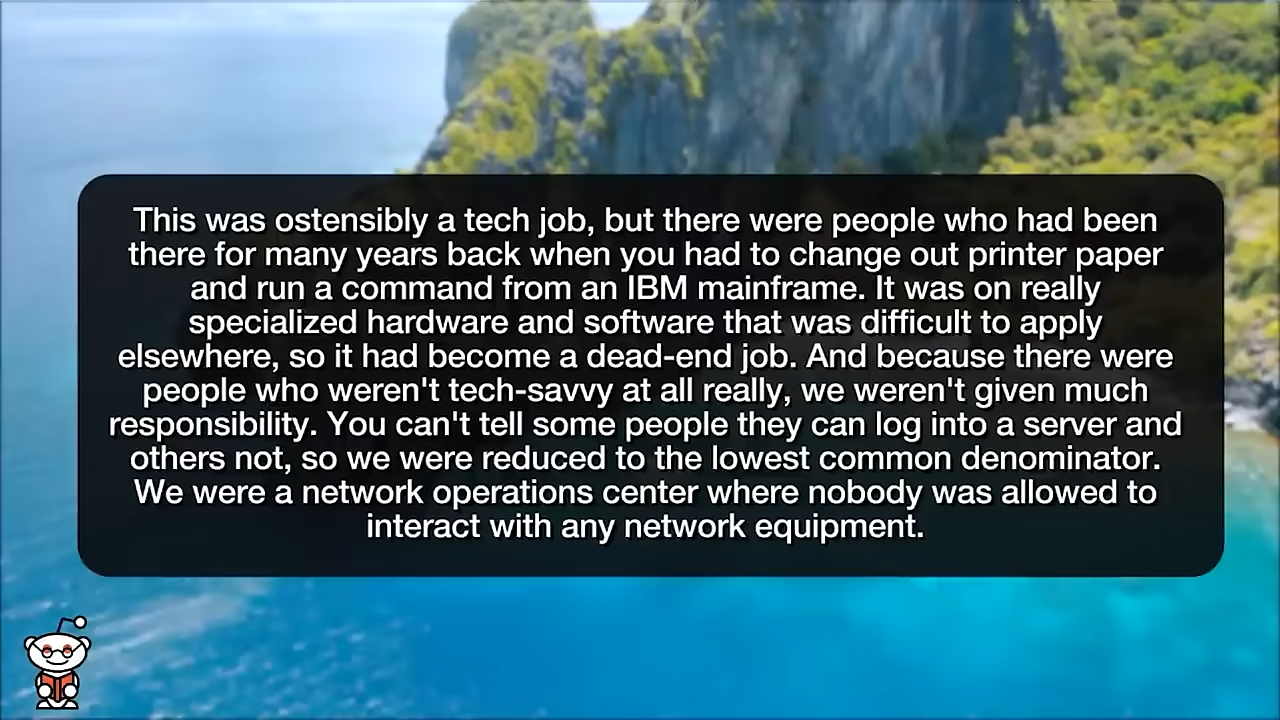 This was ostensibly a tech job, but there were people who had been
there for many years back when you had to change out printer paper
and run a command from an IBM mainframe. It was on really
specialized hardware and software that was difficult to apply
elsewhere, so it had become a dead-end job. And because there were
people who weren't tech-savvy at all really, we weren't given much
responsibility. You can't tell some people they can log into a server and
others not, so we were reduced to the lowest common denominator.
We were a network operations center where nobody was allowed to
interact with any network equipment.